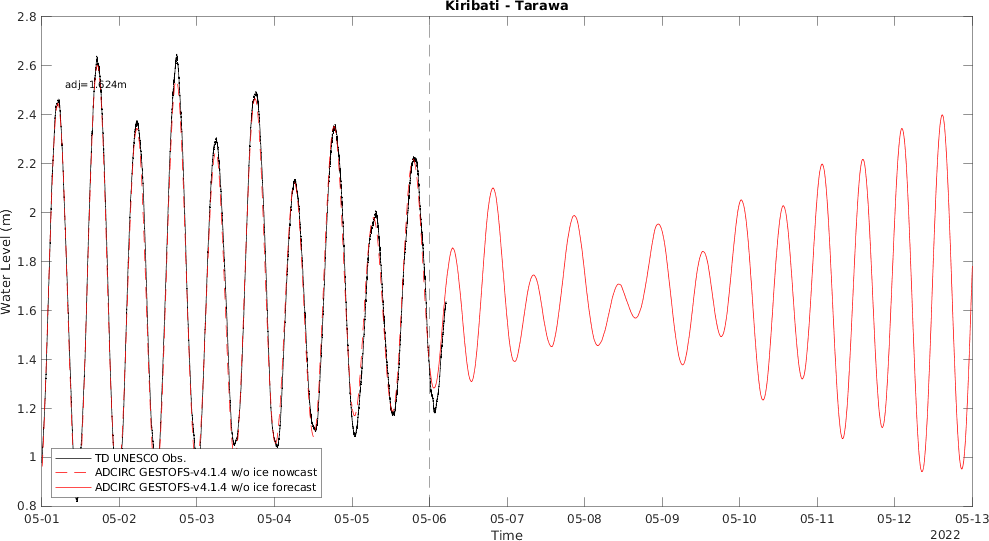 Kiribati - Tarawa
2.8
2.6
2.4
2.2
2
1.8
1.6
1.4
1.2
1
0.8
Water Level (m)
adj=1.624m
TD UNESCO Obs.
ADCIRC GESTOFS-v4.1.4 w/o ice nowcast
ADCIRC GESTOFS-v4.1.4 w/o ice forecast
05-01 05-02 05-03 05-04 05-05 05-06 05-07 05-08 05-09 05-10 05-11 05-12 05-13
Time
2022